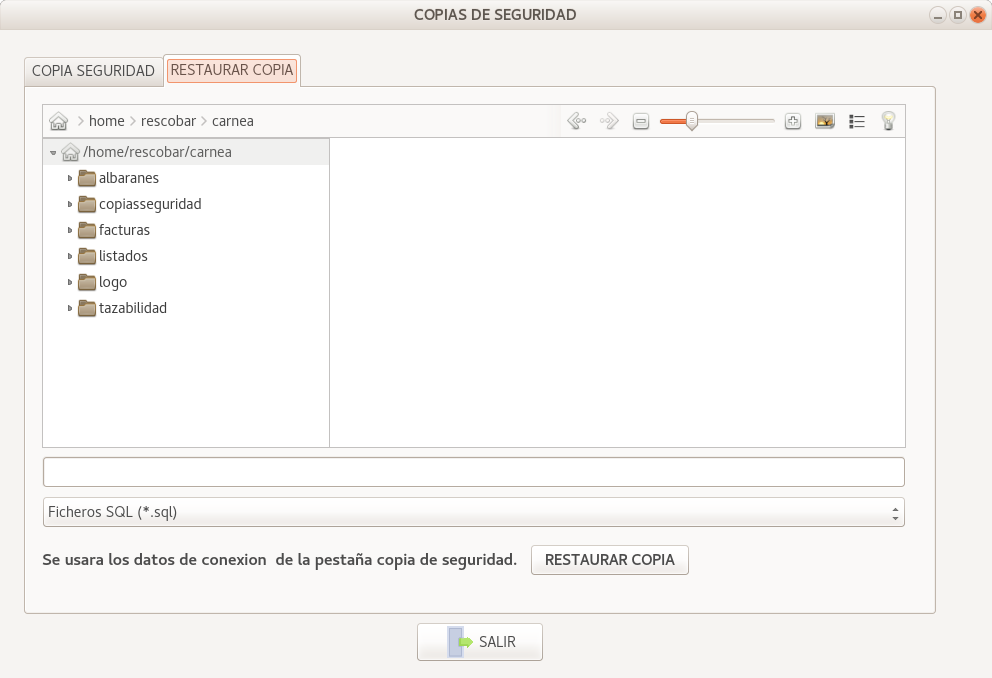 COPIAS DE SEGURIDAD
COPIA SEGURIDAD
RESTAURAR COPIA
home rescobar carnea
/home/rescobar/carnea
albaranes
copiasseguridad
facturas
listados
logo
tazabilidad
Ficheros SQL (*.sql)
Se usara los datos de conexion  de la pestaña copia de seguridad.
RESTAURAR COPIA
SALIR